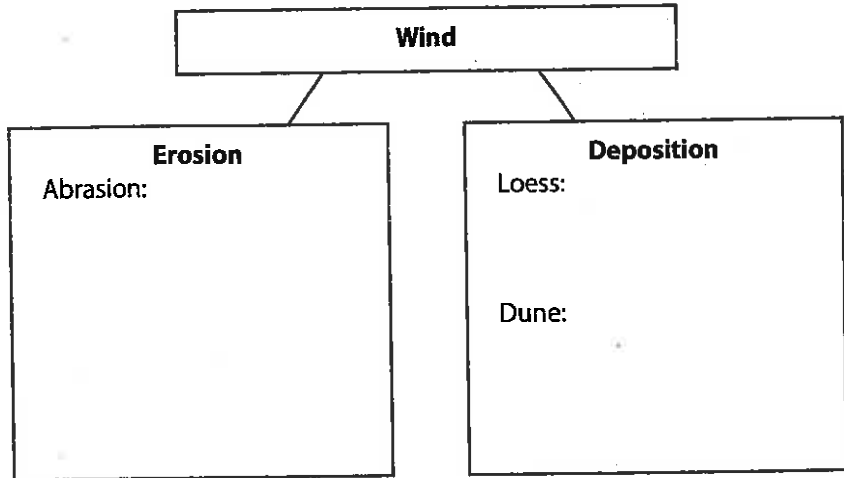 Wind
Erosion
Abrasion:
Deposition
Loess:
Dune: